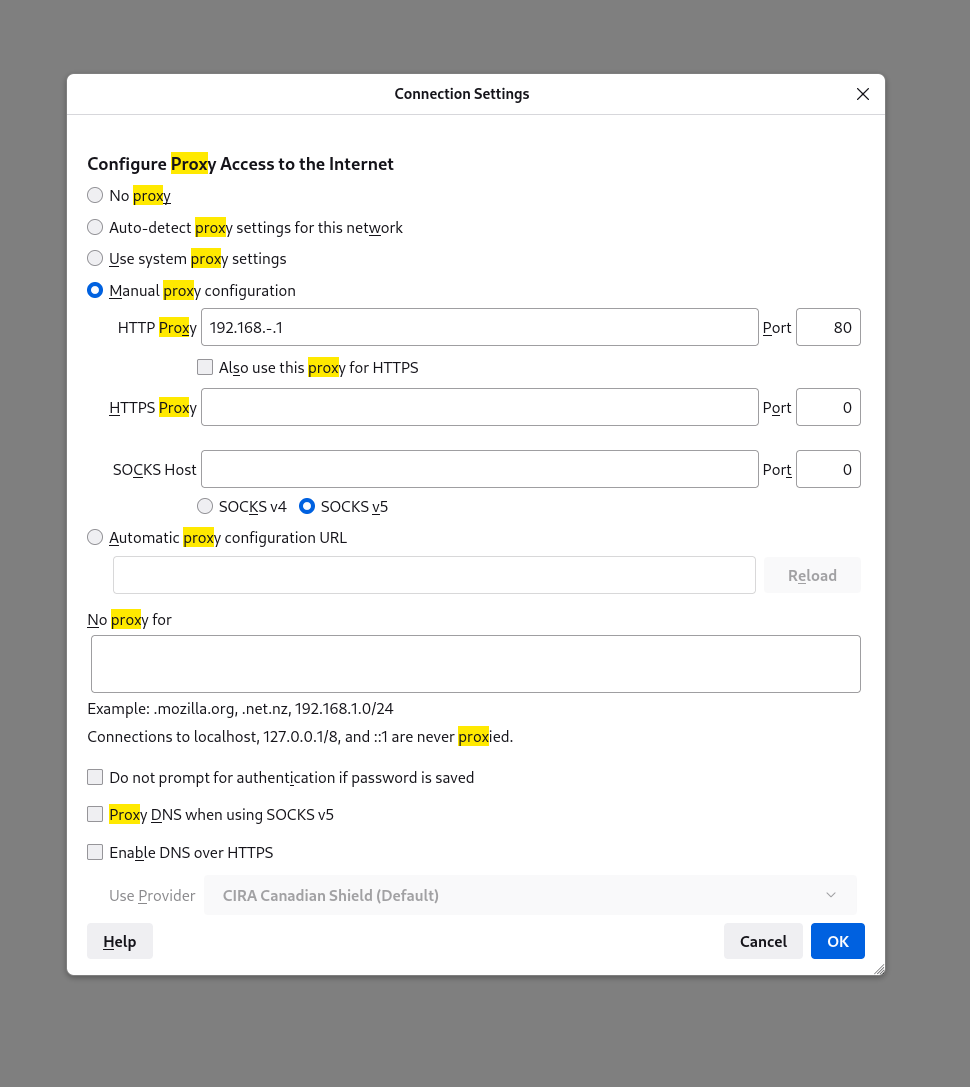 Connection Settings
Configure Proxy Access to the Internet
No proxy
Auto-detect proxy settings for this network
Use system proxy settings
Manual proxy configuration
HTTP Proxy 192.168.-.1 Port 80
Also use this proxy for HTTPS
HTTPS Proxy Port 0
SOCKS Host Port 0
SOCKS v4 SOCKS v5
Automatic proxy configuration URL
Reload
No proxy for
Example: .mozilla.org, .net.nz, 192.168.1.0/24
Connections to localhost, 127.0.0.1/8, and ::1 are never proxied.
Do not prompt for authentication if password is saved
Proxy DNS when using SOCKS v5
Enable DNS over HTTPS
Use Provider CIRA Canadian Shield (Default)
Help Cancel OK